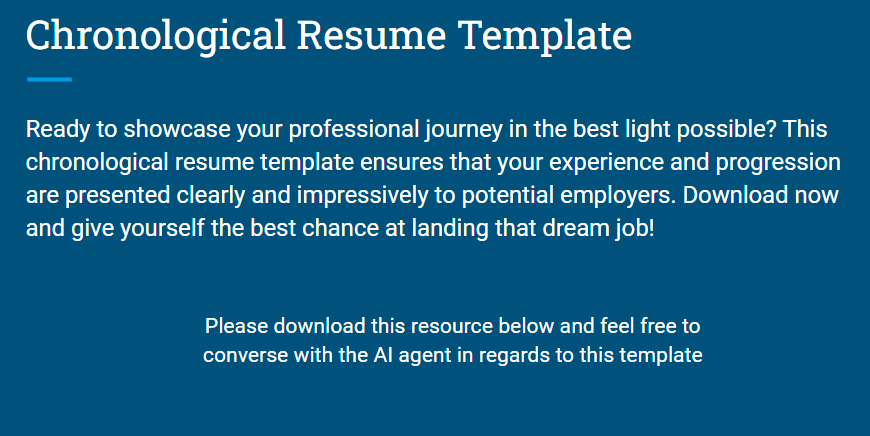 Chronological Resume Template
Ready to showcase your professional journey in the best light possible? This
chronological resume template ensures that your experience and progression
are presented clearly and impressively to potential employers. Download now
and give yourself the best chance at landing that dream job!
Please download this resource below and feel free to
converse with the AI agent in regards to this template